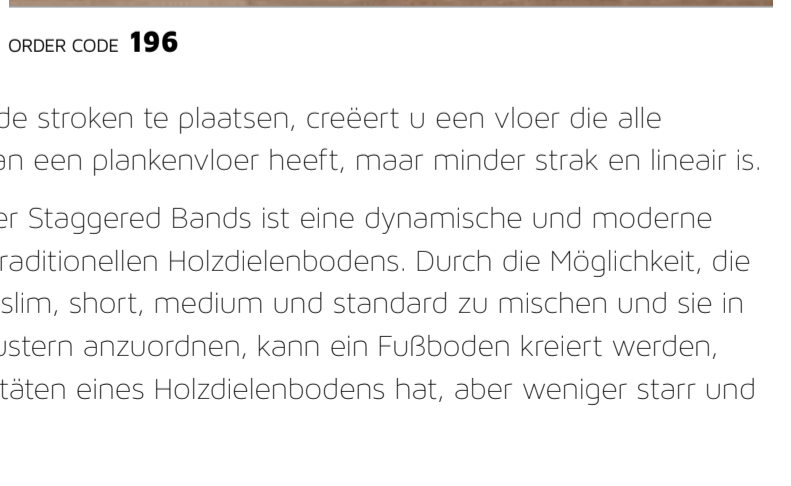 ORDER CODE 196
de stroken te plaatsen, creëert u een vloer die alle
an een plankenvloer heeft, maar minder strak en lineair is.
er Staggered Bands ist eine dynamische und moderne
raditionellen Holzdielenbodens. Durch die Möglichkeit, die
slim, short, medium und standard zu mischen und sie in
ustern anzuordnen, kann ein Fußboden kreiert werden,
täten eines Holzdielenbodens hat, aber weniger starr und